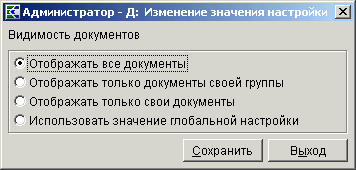 Администратор - Д: Изменение значения настройки
Видимость документов
Отображать все документы
Отображать только документы своей группы
Отображать только свои документы
Использовать значение глобальной настройки
Сохранить Выход